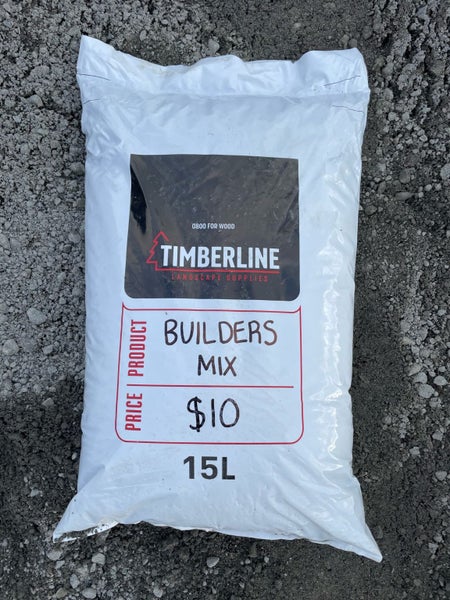 0800 FOR WOOD
TIMBERLINE
LANDSCAPE SUPPLIES
PRODUCT
BUILDERS
MIX
PRICE
$10
15L